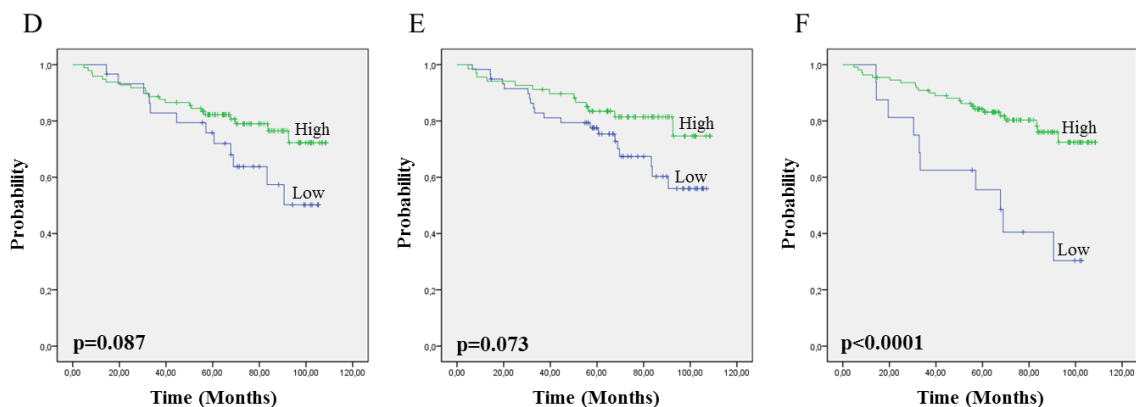 D
1,0
0,8
0,6
0,4
0,2
0,0
Probability
High
Low
p=0.087
0,00 20,00 40,00 60,00 80,00 100,00 120,00
Time (Months)
E
1,0
0,8
0,6
0,4
0,2
0,0
Probability
High
Low
p=0.073
0,00 20,00 40,00 60,00 80,00 100,00 120,00
Time (Months)
F
1,0
0,8
0,6
0,4
0,2
0,0
Probability
High
Low
p<0.0001
0,00 20,00 40,00 60,00 80,00 100,00 120,00
Time (Months)